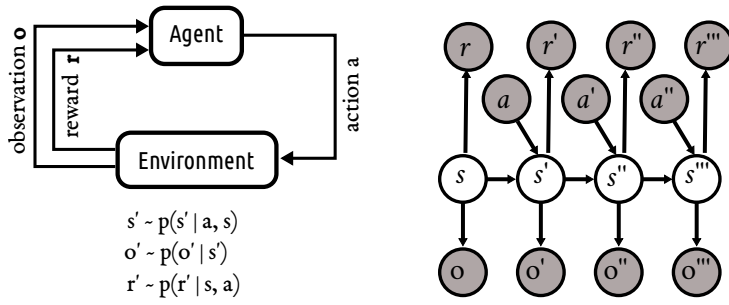 Agent
observation o
reward r
action a
Environment
s' ~ p(s' | a, s)
o' ~ p(o' | s')
r' ~ p(r' | s, a)
r r' r'' r'''
a a' a''
s s' s'' s'''
o o' o'' o'''